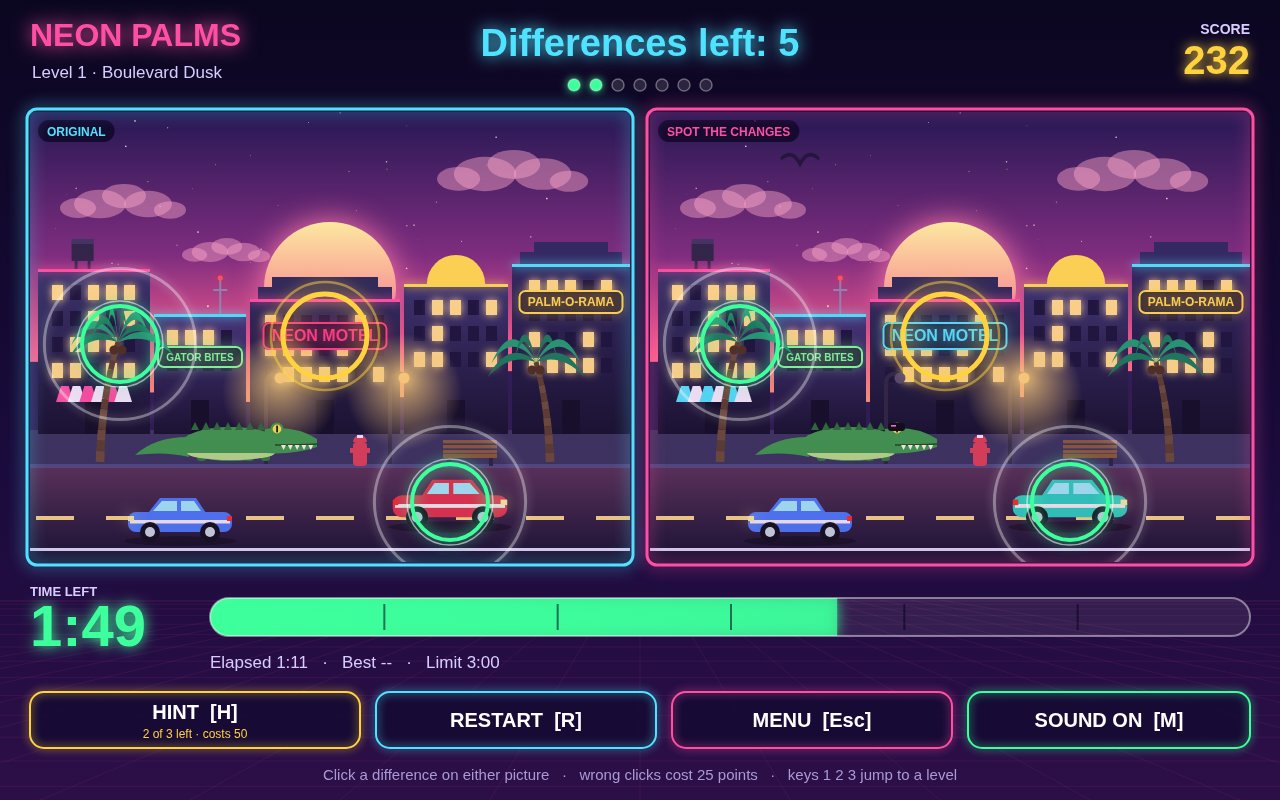 NEON PALMS
Level 1 · Boulevard Dusk
Differences left: 5
SCORE
232
ORIGINAL
PALM-O-RAMA
NEON MOTEL
GATOR BITES
SPOT THE CHANGES
PALM-O-RAMA
NEON MOTEL
GATOR BITES
TIME LEFT
1:49
Elapsed 1:11 · Best -- · Limit 3:00
HINT [H]
2 of 3 left · costs 50
RESTART [R]
MENU [Esc]
SOUND ON [M]
Click a difference on either picture · wrong clicks cost 25 points · keys 1 2 3 jump to a level